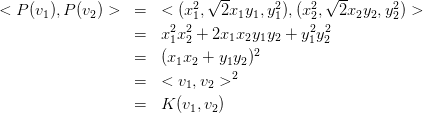 < P(v₁), P(v₂) > = < (x₁², √2x₁y₁, y₁²), (x₂², √2x₂y₂, y₂²) >
= x₁²x₂² + 2x₁x₂y₁y₂ + y₁²y₂²
= (x₁x₂ + y₁y₂)²
= < v₁, v₂ >²
= K(v₁, v₂)